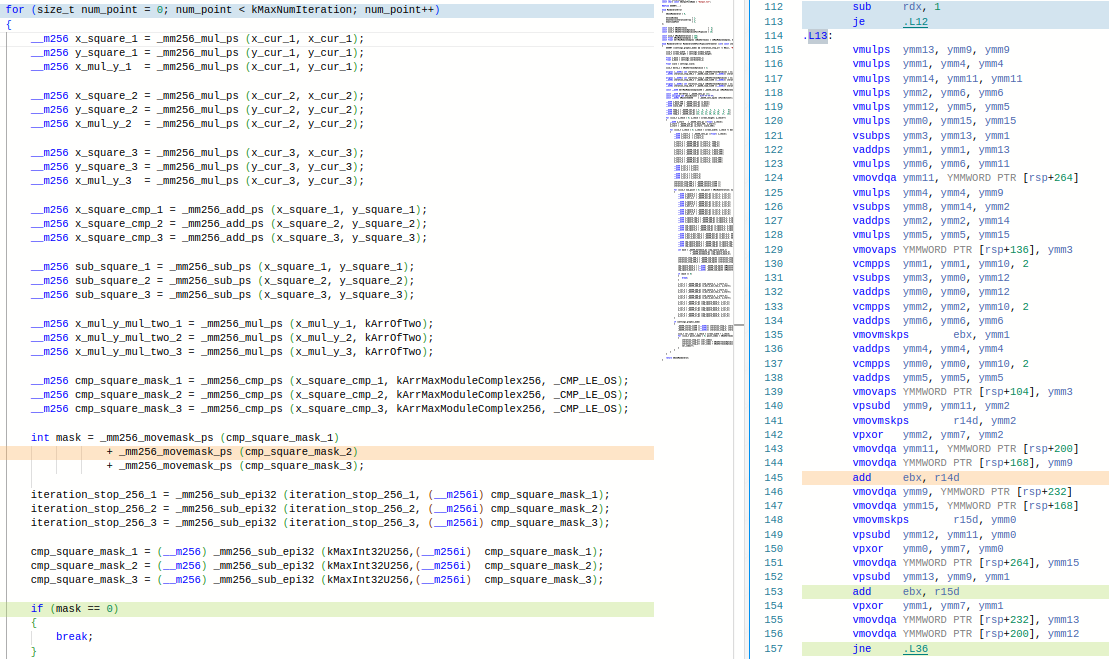 for (size_t num_point = 0; num_point < kMaxNumIteration; num_point++)
{
__m256 x_square_1 = _mm256_mul_ps (x_cur_1, x_cur_1);
__m256 y_square_1 = _mm256_mul_ps (y_cur_1, y_cur_1);
__m256 x_mul_y_1  = _mm256_mul_ps (x_cur_1, y_cur_1);
__m256 x_square_2 = _mm256_mul_ps (x_cur_2, x_cur_2);
__m256 y_square_2 = _mm256_mul_ps (y_cur_2, y_cur_2);
__m256 x_mul_y_2  = _mm256_mul_ps (x_cur_2, y_cur_2);
__m256 x_square_3 = _mm256_mul_ps (x_cur_3, x_cur_3);
__m256 y_square_3 = _mm256_mul_ps (y_cur_3, y_cur_3);
__m256 x_mul_y_3  = _mm256_mul_ps (x_cur_3, y_cur_3);
__m256 x_square_cmp_1 = _mm256_add_ps (x_square_1, y_square_1);
__m256 x_square_cmp_2 = _mm256_add_ps (x_square_2, y_square_2);
__m256 x_square_cmp_3 = _mm256_add_ps (x_square_3, y_square_3);
__m256 sub_square_1 = _mm256_sub_ps (x_square_1, y_square_1);
__m256 sub_square_2 = _mm256_sub_ps (x_square_2, y_square_2);
__m256 sub_square_3 = _mm256_sub_ps (x_square_3, y_square_3);
__m256 x_mul_y_mul_two_1 = _mm256_mul_ps (x_mul_y_1, kArrOfTwo);
__m256 x_mul_y_mul_two_2 = _mm256_mul_ps (x_mul_y_2, kArrOfTwo);
__m256 x_mul_y_mul_two_3 = _mm256_mul_ps (x_mul_y_3, kArrOfTwo);
__m256 cmp_square_mask_1 = _mm256_cmp_ps (x_square_cmp_1, kArrMaxModuleComplex256, _CMP_LE_OS);
__m256 cmp_square_mask_2 = _mm256_cmp_ps (x_square_cmp_2, kArrMaxModuleComplex256, _CMP_LE_OS);
__m256 cmp_square_mask_3 = _mm256_cmp_ps (x_square_cmp_3, kArrMaxModuleComplex256, _CMP_LE_OS);
int mask = _mm256_movemask_ps (cmp_square_mask_1)
+ _mm256_movemask_ps (cmp_square_mask_2)
+ _mm256_movemask_ps (cmp_square_mask_3);
iteration_stop_256_1 = _mm256_sub_epi32 (iteration_stop_256_1, (__m256i) cmp_square_mask_1);
iteration_stop_256_2 = _mm256_sub_epi32 (iteration_stop_256_2, (__m256i) cmp_square_mask_2);
iteration_stop_256_3 = _mm256_sub_epi32 (iteration_stop_256_3, (__m256i) cmp_square_mask_3);
cmp_square_mask_1 = (__m256) _mm256_sub_epi32 (kMaxInt32U256,(__m256i)  cmp_square_mask_1);
cmp_square_mask_2 = (__m256) _mm256_sub_epi32 (kMaxInt32U256,(__m256i)  cmp_square_mask_2);
cmp_square_mask_3 = (__m256) _mm256_sub_epi32 (kMaxInt32U256,(__m256i)  cmp_square_mask_3);
if (mask == 0)
{
break;
}
112 sub rdx, 1
113 je .L12
114 .L13:
115 vmulps ymm13, ymm9, ymm9
116 vmulps ymm1, ymm4, ymm4
117 vmulps ymm14, ymm11, ymm11
118 vmulps ymm2, ymm6, ymm6
119 vmulps ymm12, ymm5, ymm5
120 vmulps ymm0, ymm15, ymm15
121 vsubps ymm3, ymm13, ymm1
122 vaddps ymm1, ymm1, ymm13
123 vmulps ymm6, ymm6, ymm11
124 vmovdqa ymm11, YMMWORD PTR [rsp+264]
125 vmulps ymm4, ymm4, ymm9
126 vsubps ymm8, ymm14, ymm2
127 vaddps ymm2, ymm2, ymm14
128 vmulps ymm5, ymm5, ymm15
129 vmovaps YMMWORD PTR [rsp+136], ymm3
130 vcmpps ymm1, ymm1, ymm10, 2
131 vsubps ymm3, ymm0, ymm12
132 vaddps ymm0, ymm0, ymm12
133 vcmpps ymm2, ymm2, ymm10, 2
134 vaddps ymm6, ymm6, ymm6
135 vmovmskps ebx, ymm1
136 vaddps ymm4, ymm4, ymm4
137 vcmpps ymm0, ymm0, ymm10, 2
138 vaddps ymm5, ymm5, ymm5
139 vmovaps YMMWORD PTR [rsp+104], ymm3
140 vpsubd ymm9, ymm11, ymm2
141 vmovmskps r14d, ymm2
142 vpxor ymm2, ymm7, ymm2
143 vmovdqa ymm11, YMMWORD PTR [rsp+200]
144 vmovdqa YMMWORD PTR [rsp+168], ymm9
145 add ebx, r14d
146 vmovdqa ymm9, YMMWORD PTR [rsp+232]
147 vmovdqa ymm15, YMMWORD PTR [rsp+168]
148 vmovmskps r15d, ymm0
149 vpsubd ymm12, ymm11, ymm0
150 vpxor ymm0, ymm7, ymm0
151 vmovdqa YMMWORD PTR [rsp+264], ymm15
152 vpsubd ymm13, ymm9, ymm1
153 add ebx, r15d
154 vpxor ymm1, ymm7, ymm1
155 vmovdqa YMMWORD PTR [rsp+232], ymm13
156 vmovdqa YMMWORD PTR [rsp+200], ymm12
157 jne .L36